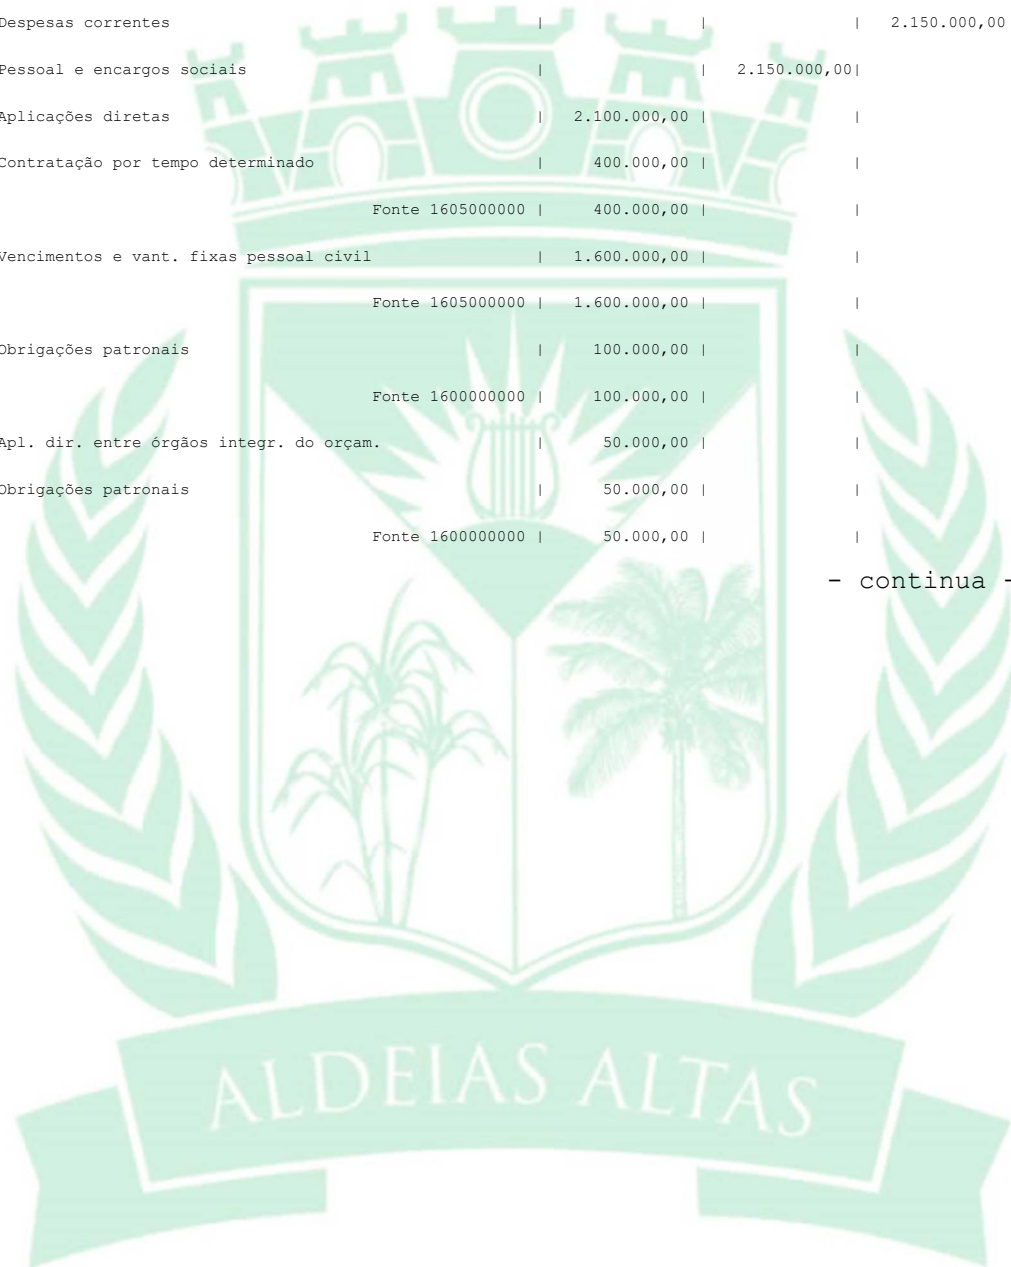 Despesas correntes | | | 2.150.000,00
Pessoal e encargos sociais | | 2.150.000,00|
Aplicações diretas | 2.100.000,00 | |
Contratação por tempo determinado | 400.000,00 | |
Fonte 1605000000 | 400.000,00 | |
Vencimentos e vant. fixas pessoal civil | 1.600.000,00 | |
Fonte 1605000000 | 1.600.000,00 | |
Obrigações patronais | 100.000,00 | |
Fonte 1600000000 | 100.000,00 | |
Apl. dir. entre órgãos integr. do orçam. | 50.000,00 | |
Obrigações patronais | 50.000,00 | |
Fonte 1600000000 | 50.000,00 | |
- continua -
ALDEIAS ALTAS